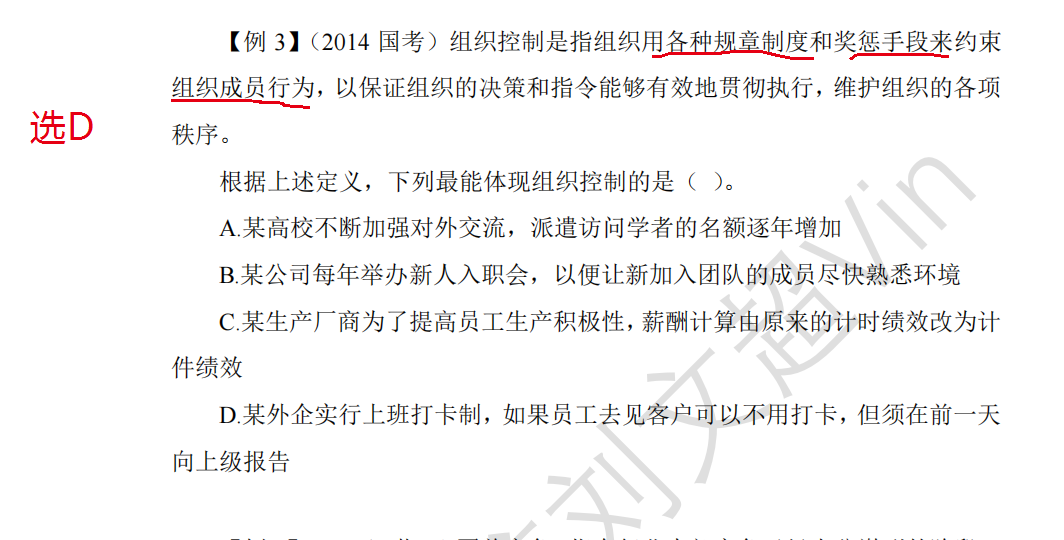 【例 3】（2014 国考）组织控制是指组织用各种规章制度和奖惩手段来约束
组织成员行为，以保证组织的决策和指令能够有效地贯彻执行，维护组织的各项
秩序。
选D
根据上述定义，下列最能体现组织控制的是（ ）。
A.某高校不断加强对外交流，派遣访问学者的名额逐年增加
B.某公司每年举办新人入职会，以便让新加入团队的成员尽快熟悉环境
C.某生产厂商为了提高员工生产积极性，薪酬计算由原来的计时绩效改为计
件绩效
D.某外企实行上班打卡制，如果员工去见客户可以不用打卡，但须在前一天
向上级报告
刘文超Vin